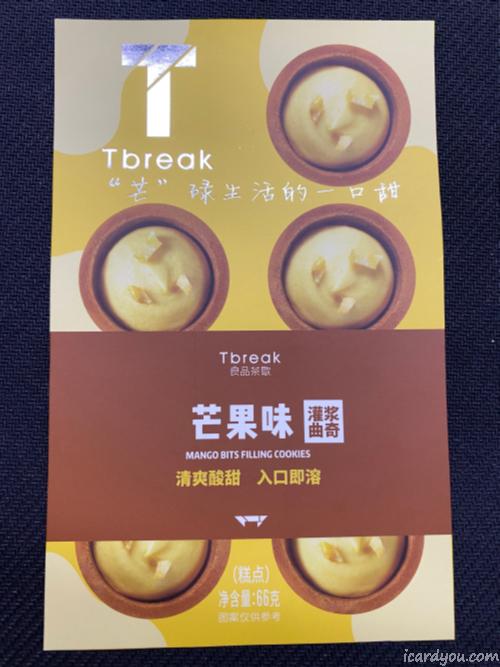 T
Tbreak
“芒”碌生活的一口甜
Tbreak
良品茶歇
芒果味 灌浆曲奇
MANGO BITS FILLING COOKIES
清爽酸甜 入口即溶
(糕点)
净含量:66克
图案仅供参考
icardyou.com